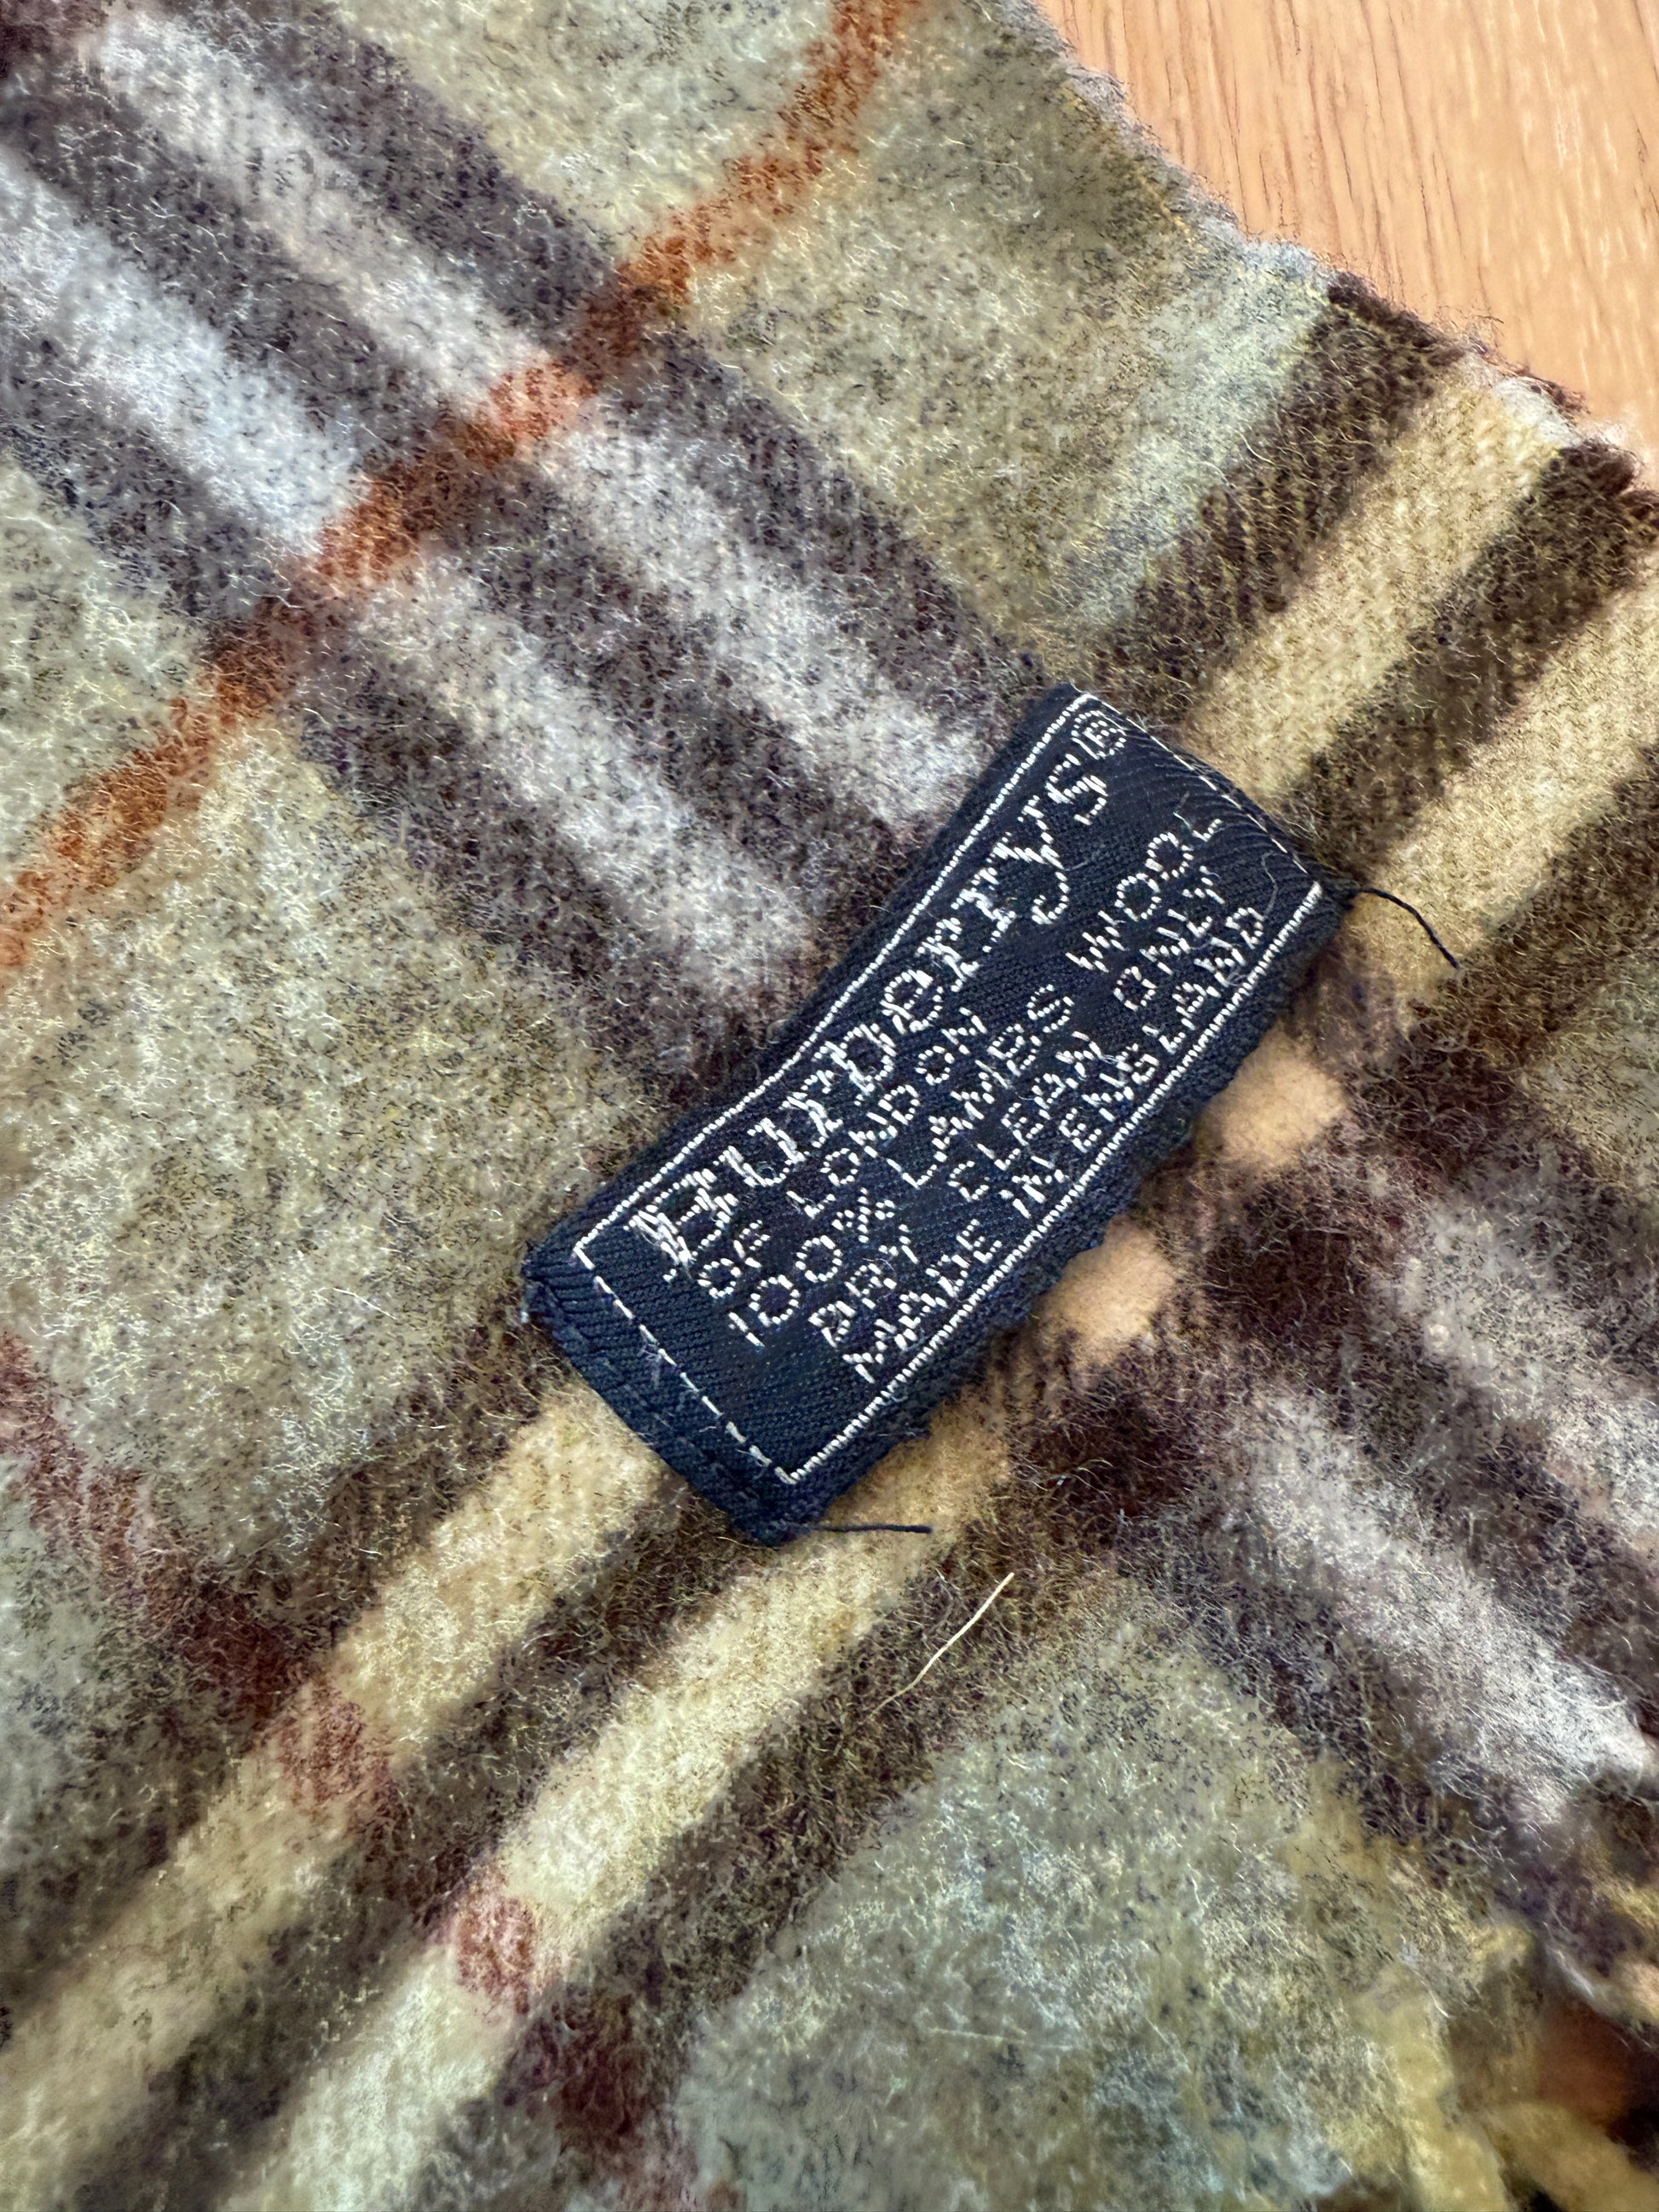 Burberrys®
OF LONDON
100% LAMBS WOOL
DRY CLEAN ONLY
MADE IN ENGLAND